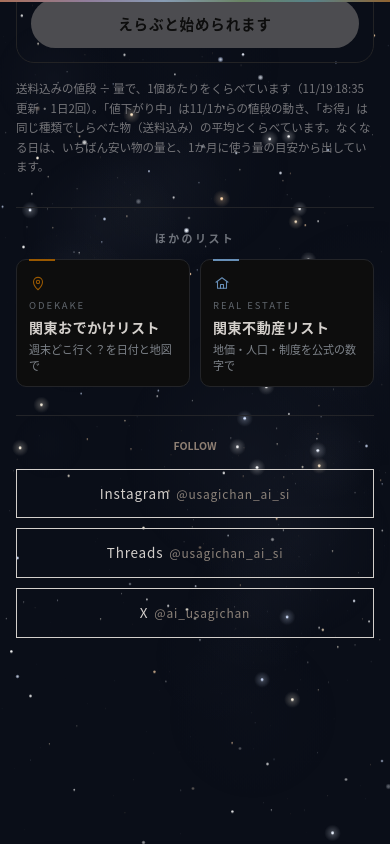 えらぶと始められます
送料込みの値段 ÷ 量で、1個あたりをくらべています（11/19 18:35
更新・1日2回）。「値下がり中」は11/1からの値段の動き、「お得」は
同じ種類でしらべた物（送料込み）の平均とくらべています。なくな
る日は、いちばん安い物の量と、1か月に使う量の目安から出してい
ます。
ほかのリスト
ODEKAKE
関東おでかけリスト
週末どこ行く？を日付と地図
で
REAL ESTATE
関東不動産リスト
地価・人口・制度を公式の数
字で
FOLLOW
Instagram @usagichan_ai_si
Threads @usagichan_ai_si
X @ai_usagichan